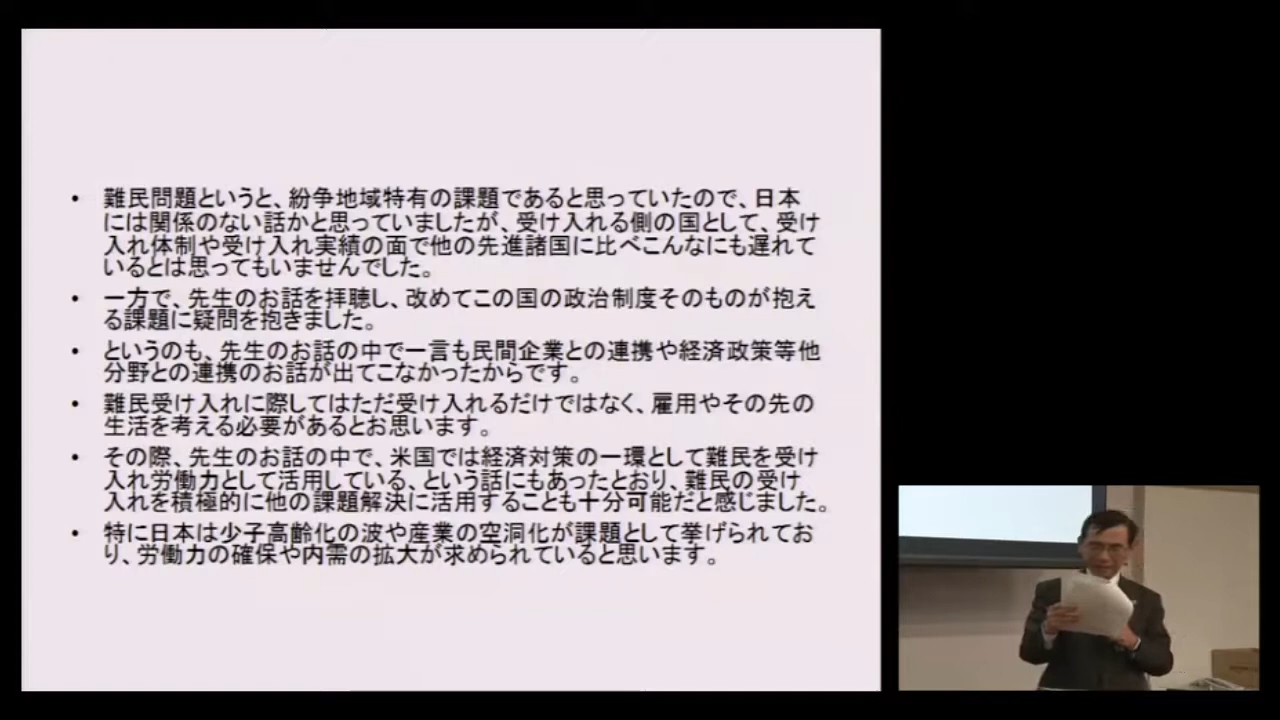 • 難民問題というと、紛争地域特有の課題であると思っていたので、日本
には関係のない話かと思っていましたが、受け入れる側の国として、受け
入れ体制や受け入れ実績の面で他の先進諸国に比べこんなにも遅れて
いるとは思ってもいませんでした。
• 一方で、先生のお話を拝聴し、改めてこの国の政治制度そのものが抱え
る課題に疑問を抱きました。
• というのも、先生のお話の中で一言も民間企業との連携や経済政策等他
分野との連携のお話が出てこなかったからです。
• 難民受け入れに際してはただ受け入れるだけではなく、雇用やその先の
生活を考える必要があるとお思います。
• その際、先生のお話の中で、米国では経済対策の一環として難民を受け
入れ労働力として活用している、という話にもあったとおり、難民の受け
入れを積極的に他の課題解決に活用することも十分可能だと感じました。
• 特に日本は少子高齢化の波や産業の空洞化が課題として挙げられてお
り、労働力の確保や内需の拡大が求められていると思います。